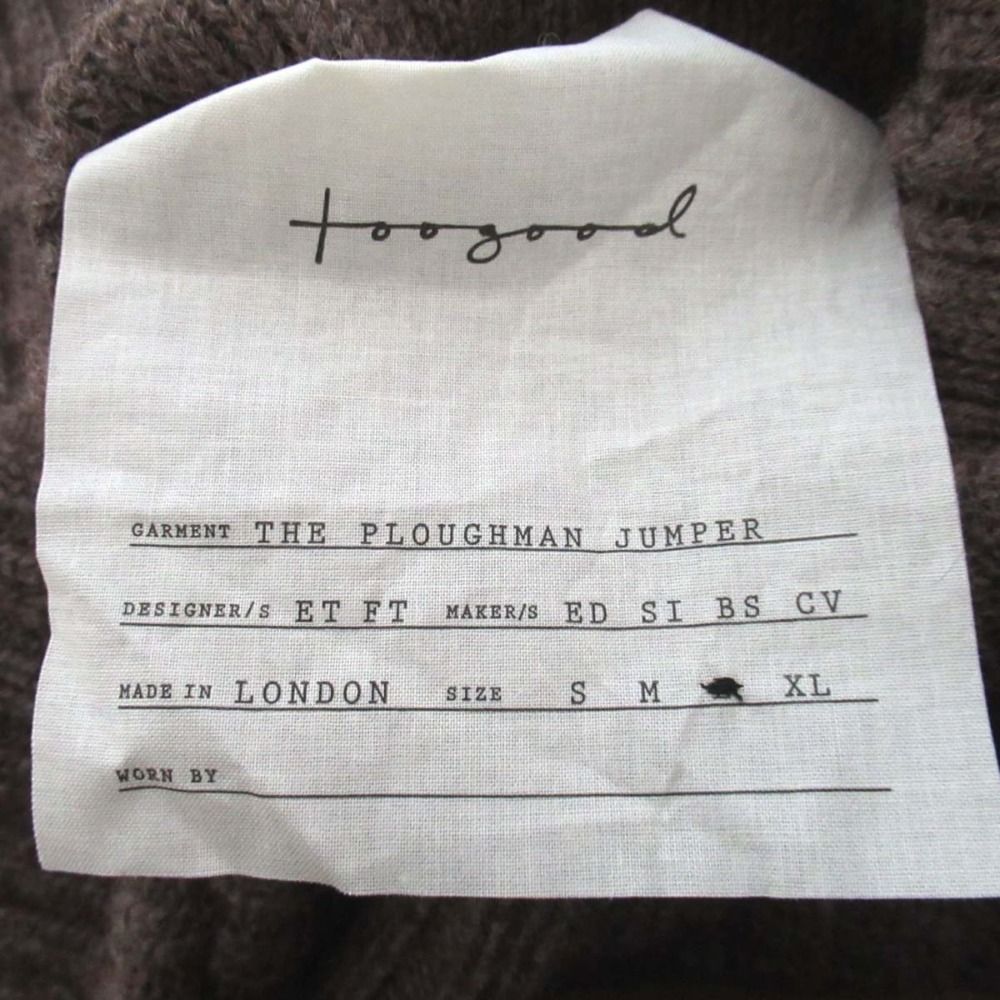 toogood
GARMENT THE PLOUGHMAN JUMPER
DESIGNER/S ET FT MAKER/S ED SI BS CV
MADE IN LONDON SIZE S M XL
WORN BY